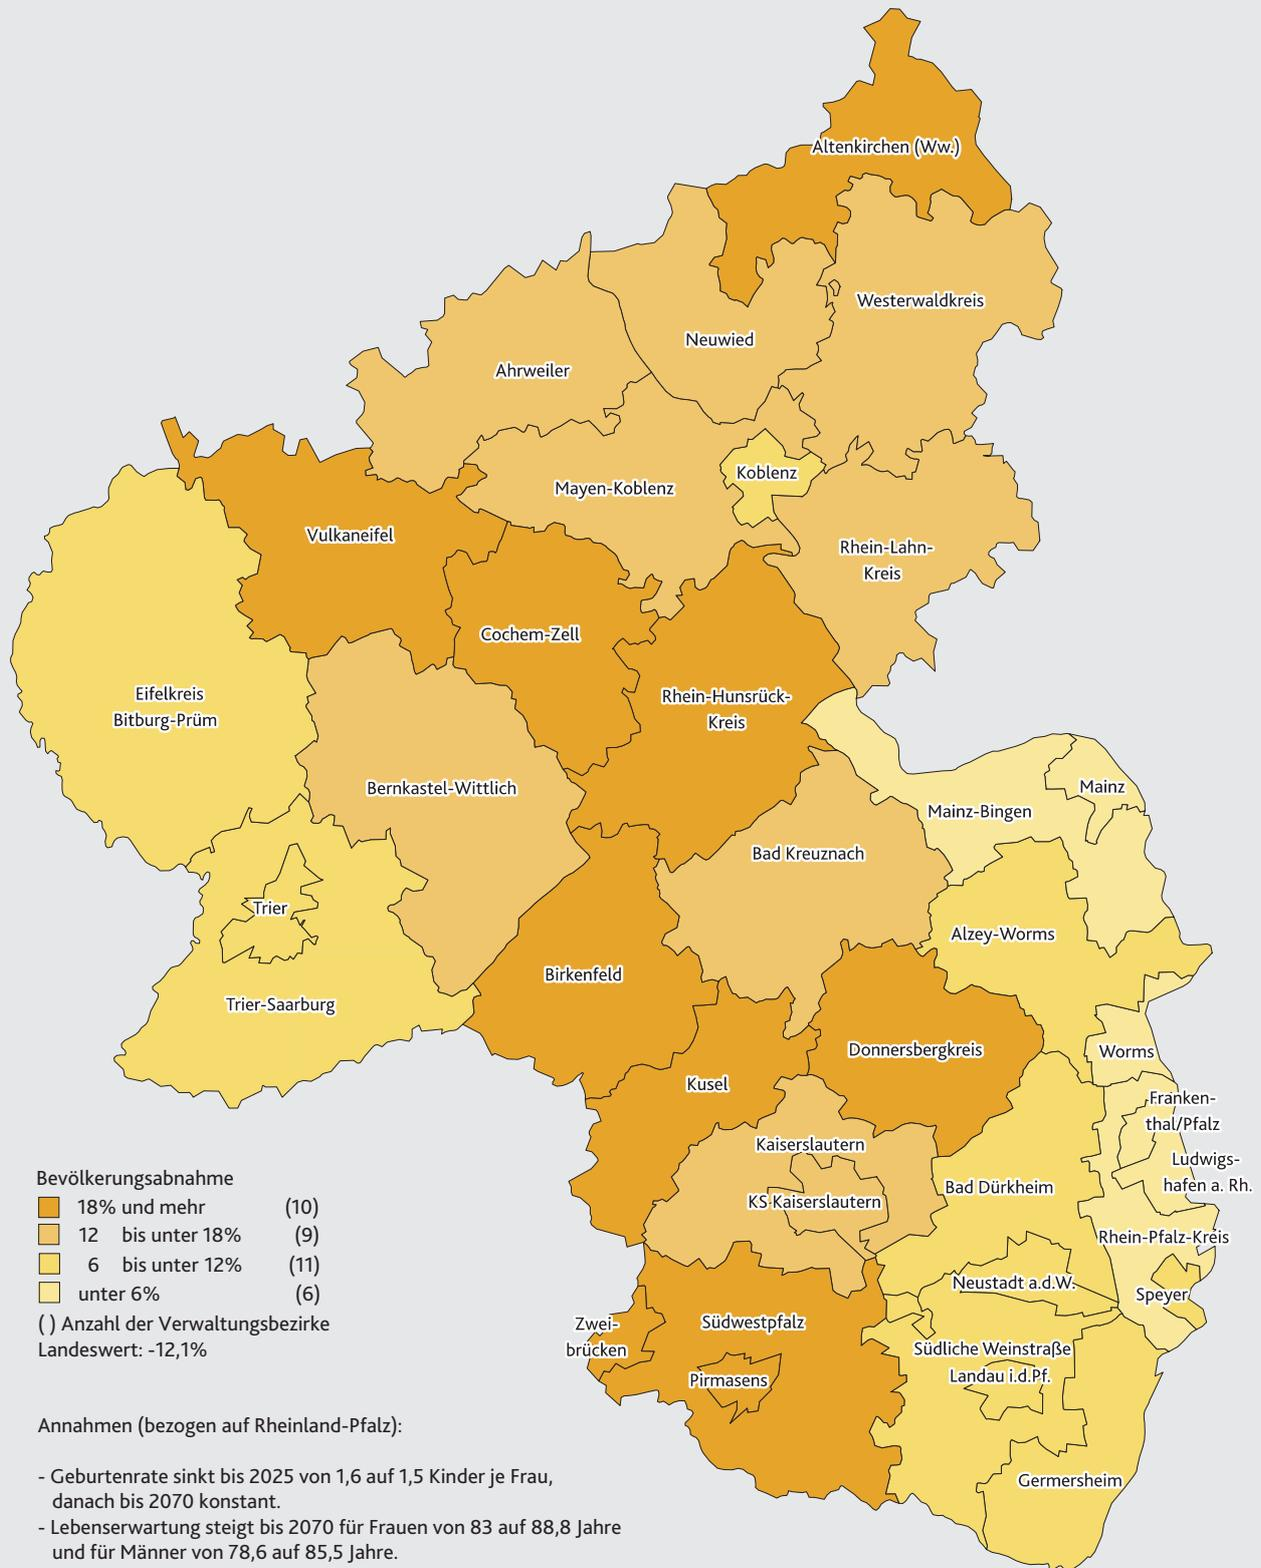 Altenkirchen (Ww.)
Westerwaldkreis
Neuwied
Ahrweiler
Koblenz
Mayen-Koblenz
Vulkaneifel
Rhein-Lahn-
Kreis
Cochem-Zell
Eifelkreis
Bitburg-Prüm
Rhein-Hunsrück-
Kreis
Bernkastel-Wittlich
Mainz
Mainz-Bingen
Bad Kreuznach
Trier
Alzey-Worms
Birkenfeld
Trier-Saarburg
Donnersbergkreis
Worms
Kusel
Franken-
thal/Pfalz
Kaiserslautern
Ludwigs-
hafen a. Rh.
Bad Dürkheim
KS-Kaiserslautern
Rhein-Pfalz-Kreis
Neustadt a.d.W.
Speyer
Zwei-
brücken
Südwestpfalz
Südliche Weinstraße
Landau i.d.Pf.
Pirmasens
Germersheim
Bevölkerungsabnahme
18% und mehr (10)
12 bis unter 18% (9)
6 bis unter 12% (11)
unter 6% (6)
( ) Anzahl der Verwaltungsbezirke
Landeswert: -12,1%
Annahmen (bezogen auf Rheinland-Pfalz):
- Geburtenrate sinkt bis 2025 von 1,6 auf 1,5 Kinder je Frau,
danach bis 2070 konstant.
- Lebenserwartung steigt bis 2070 für Frauen von 83 auf 88,8 Jahre
und für Männer von 78,6 auf 85,5 Jahre.